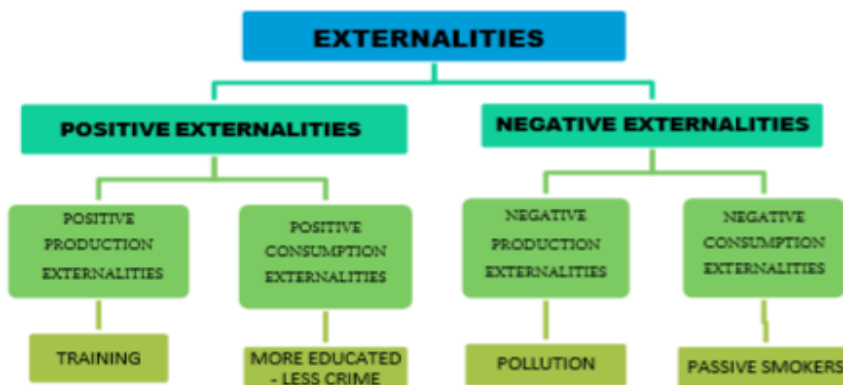 EXTERNALITIES
POSITIVE EXTERNALITIES
NEGATIVE EXTERNALITIES
POSITIVE
PRODUCTION
EXTERNALITIES
POSITIVE
CONSUMPTION
EXTERNALITIES
NEGATIVE
PRODUCTION
EXTERNALITIES
NEGATIVE
CONSUMPTION
EXTERNALITIES
TRAINING
MORE EDUCATED
- LESS CRIME
POLLUTION
PASSIVE SMOKERS